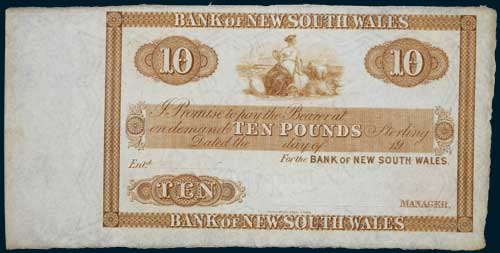 BANK OF NEW SOUTH WALES
10 10
I Promise to pay the Bearer at
on demand TEN POUNDS Sterling
Dated the day of 19
For the BANK OF NEW SOUTH WALES.
Ent.d
TEN
MANAGER.
BANK OF NEW SOUTH WALES